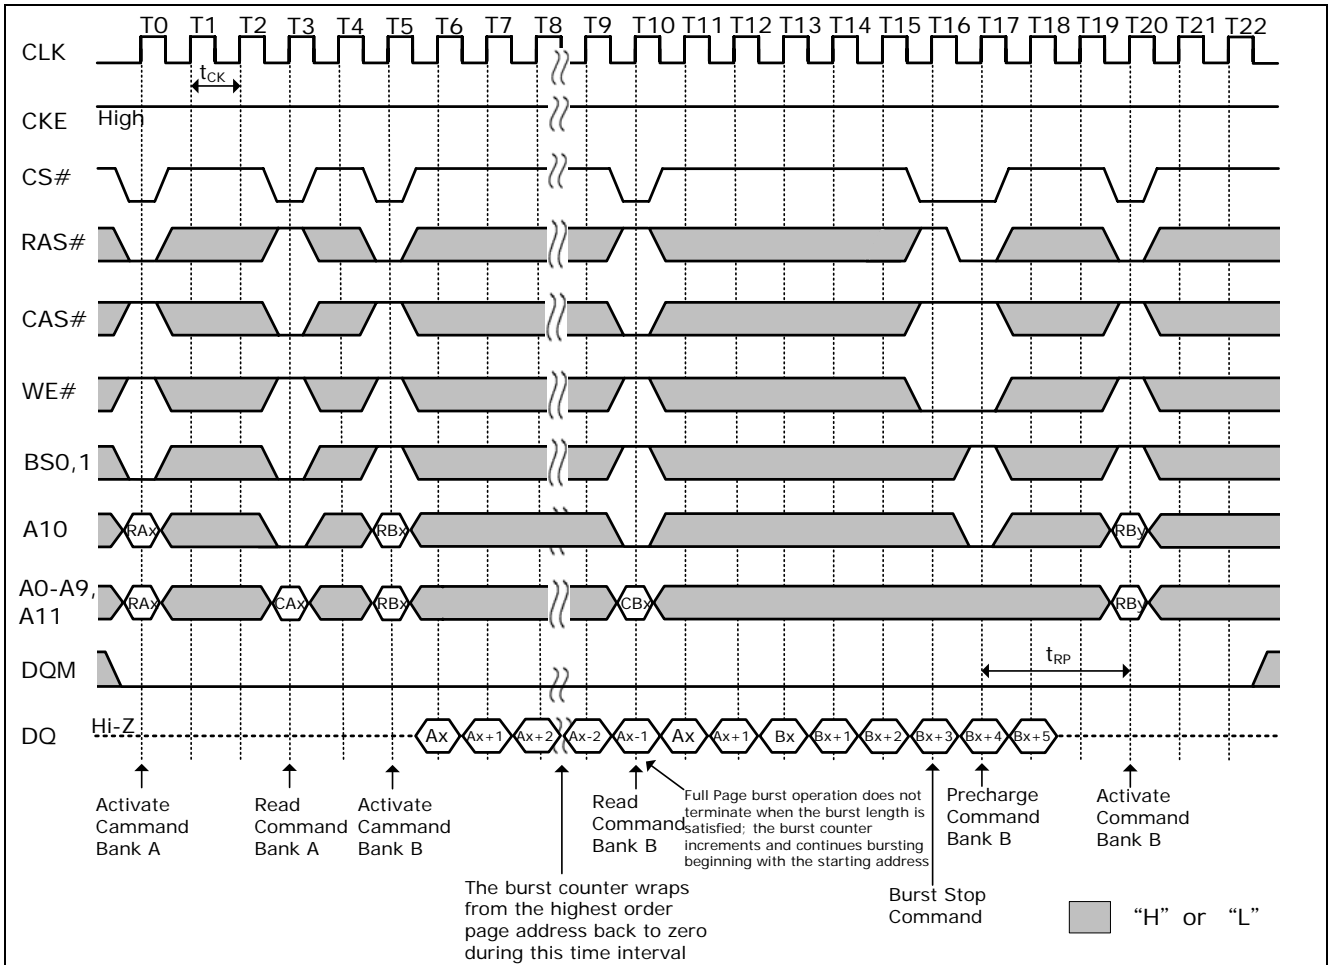 T0 T1 T2 T3 T4 T5 T6 T7 T8 T9 T10 T11 T12 T13 T14 T15 T16 T17 T18 T19 T20 T21 T22
CLK
tCK
CKE
High
CS#
RAS#
CAS#
WE#
BS0,1
A10
RAx
RBx
RBy
A0-A9,
A11
RAx
CAx
RBx
CBx
RBy
DQM
tRP
DQ
Hi-Z
Ax
Ax+1
Ax+2
Ax-2
Ax-1
Ax
Ax+1
Bx
Bx+1
Bx+2
Bx+3
Bx+4
Bx+5
Activate
Cammand
Bank A
Read
Command
Bank A
Activate
Cammand
Bank B
The burst counter wraps
from the highest order
page address back to zero
during this time interval
Read
Command
Bank B
Full Page burst operation does not
terminate when the burst length is
satisfied; the burst counter
increments and continues bursting
beginning with the starting address
Burst Stop
Command
Precharge
Command
Bank B
Activate
Command
Bank B
“H” or “L”